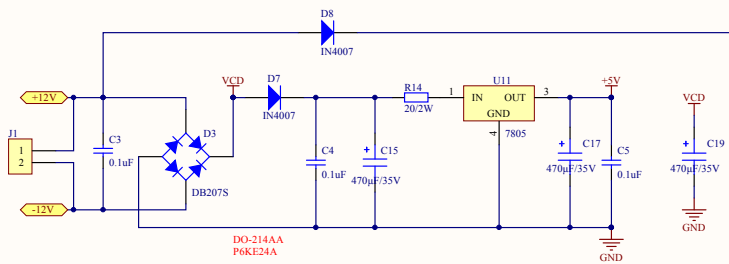 D8
IN4007
+12V
VCD
D7
IN4007
R14
20/2W
U11
1
IN
OUT
3
GND
4
7805
+5V
VCD
J1
1
2
C3
0.1uF
D3
DB207S
C4
0.1uF
+
C15
470µF/35V
+
C17
470µF/35V
C5
0.1uF
+
C19
470µF/35V
-12V
DO-214AA
P6KE24A
GND
GND